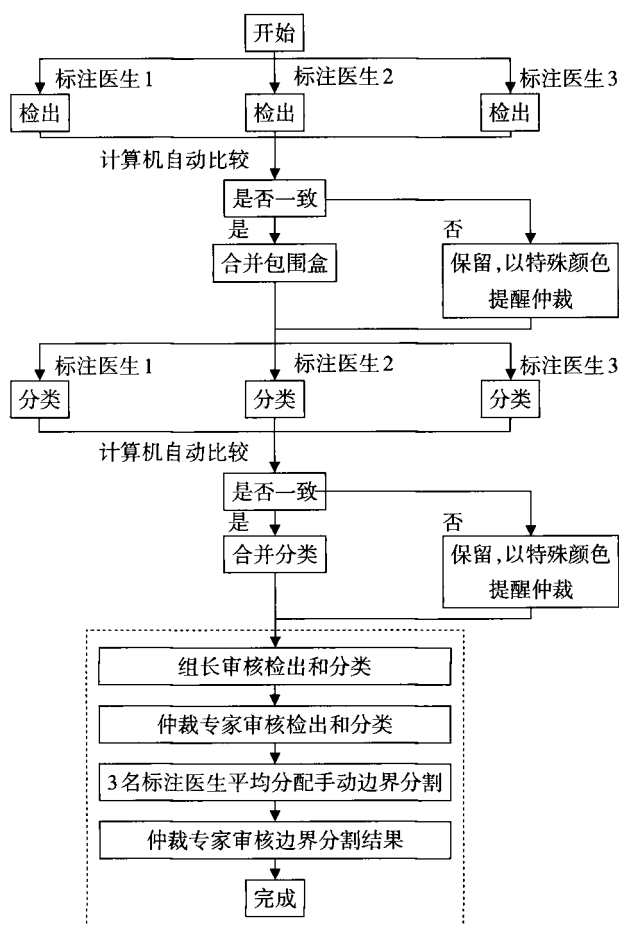 开始
标注医生1
标注医生2
标注医生3
检出
检出
检出
计算机自动比较
是否一致
是
否
合并包围盒
保留,以特殊颜色
提醒仲裁
标注医生1
标注医生2
标注医生3
分类
分类
分类
计算机自动比较
是否一致
是
否
合并分类
保留,以特殊颜色
提醒仲裁
组长审核检出和分类
仲裁专家审核检出和分类
3名标注医生平均分配手动边界分割
仲裁专家审核边界分割结果
完成